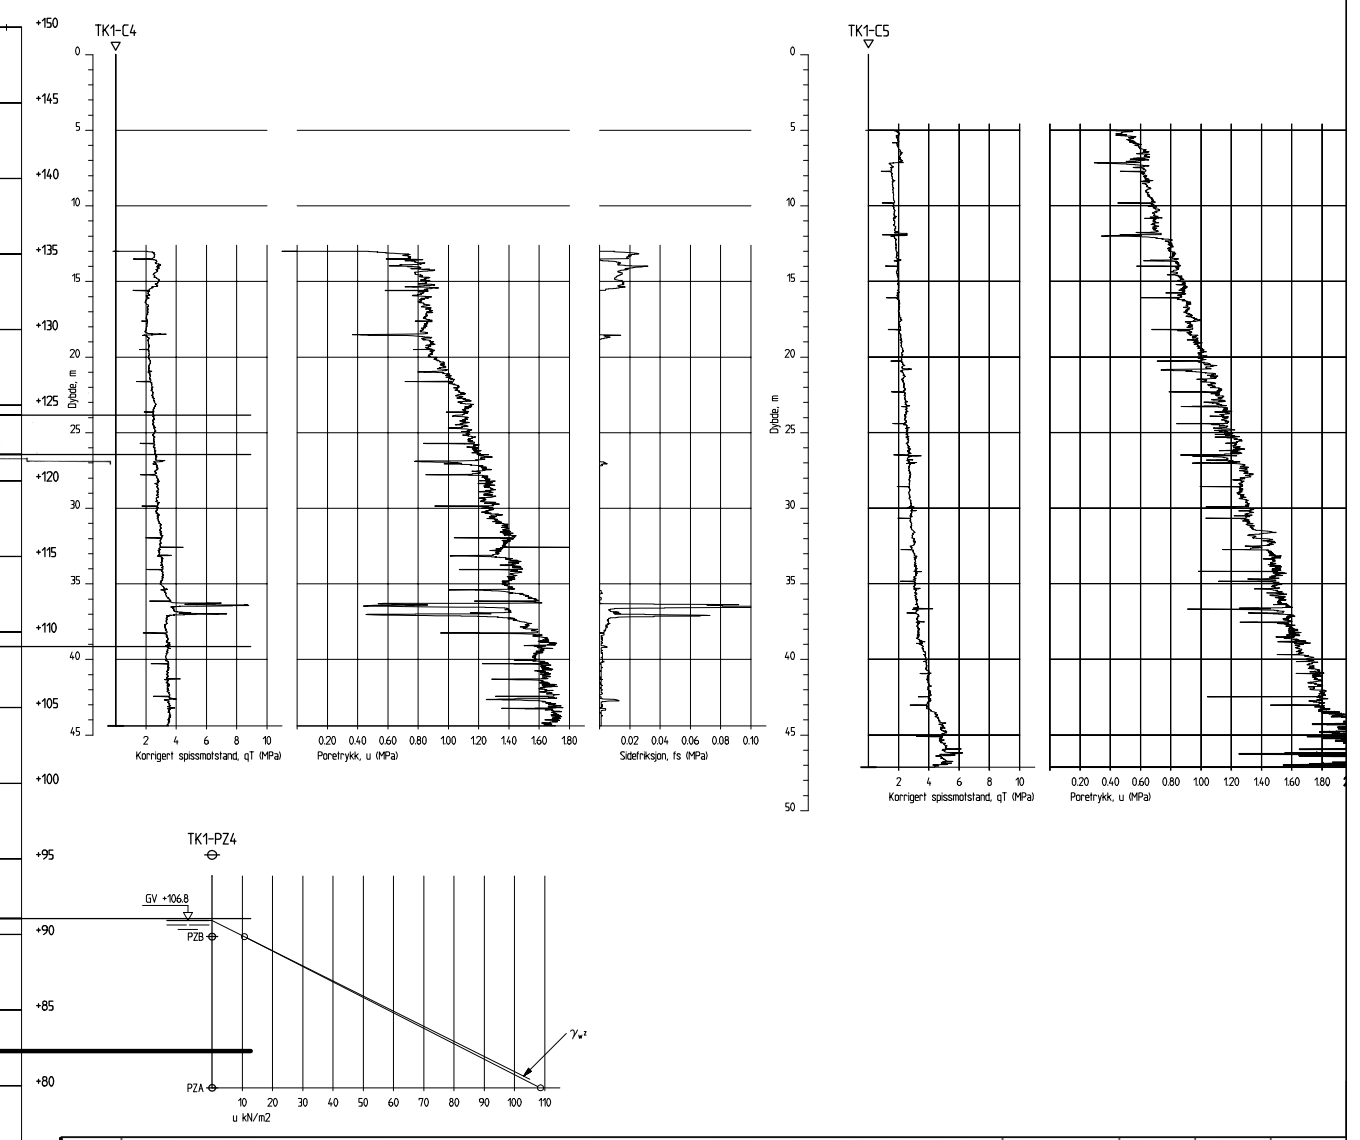 +150
+145
+140
+135
+130
+125
+120
+115
+110
+105
+100
+95
+90
+85
+80
TK1-C4
0
5
10
15
20
25
30
35
40
45
Dybde, m
2 4 6 8 10
Korrigert spissmotstand, qT (MPa)
0.20 0.40 0.60 0.80 1.00 1.20 1.40 1.60 1.80
Poretrykk, u (MPa)
0.02 0.04 0.06 0.08 0.10
Sidefriksjon, fs (MPa)
TK1-C5
0
5
10
15
20
25
30
35
40
45
50
Dybde, m
2 4 6 8 10
Korrigert spissmotstand, qT (MPa)
0.20 0.40 0.60 0.80 1.00 1.20 1.40 1.60 1.80
Poretrykk, u (MPa)
TK1-PZ4
GV +106.8
PZB
PZA
γwz
10 20 30 40 50 60 70 80 90 100 110
u kN/m2